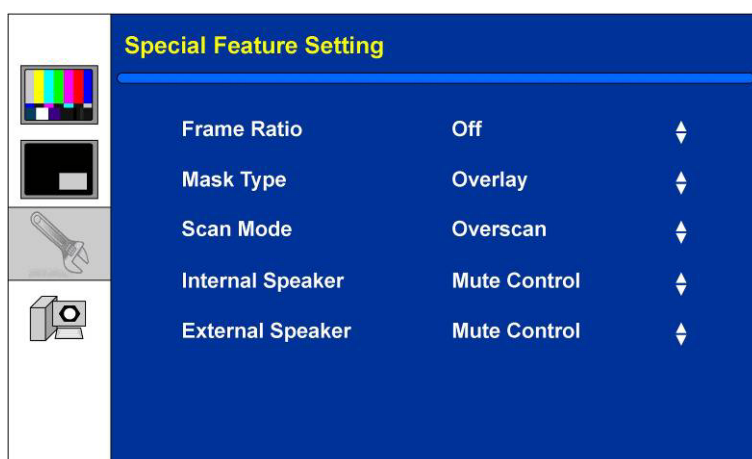 Special Feature Setting
Frame Ratio Off
Mask Type Overlay
Scan Mode Overscan
Internal Speaker Mute Control
External Speaker Mute Control